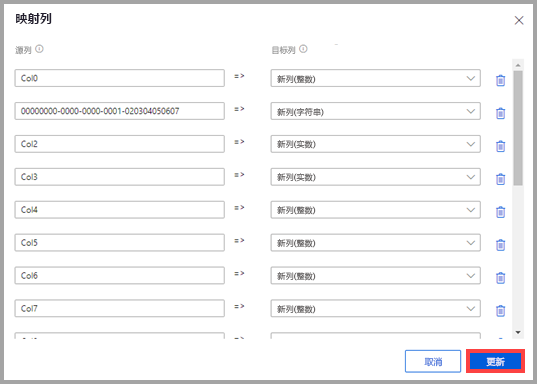 映射列
源列
目标列
Col0 => 新列(整数)
00000000-0000-0000-0001-020304050607 => 新列(字符串)
Col2 => 新列(实数)
Col3 => 新列(实数)
Col4 => 新列(整数)
Col5 => 新列(整数)
Col6 => 新列(整数)
Col7 => 新列(整数)
取消
更新